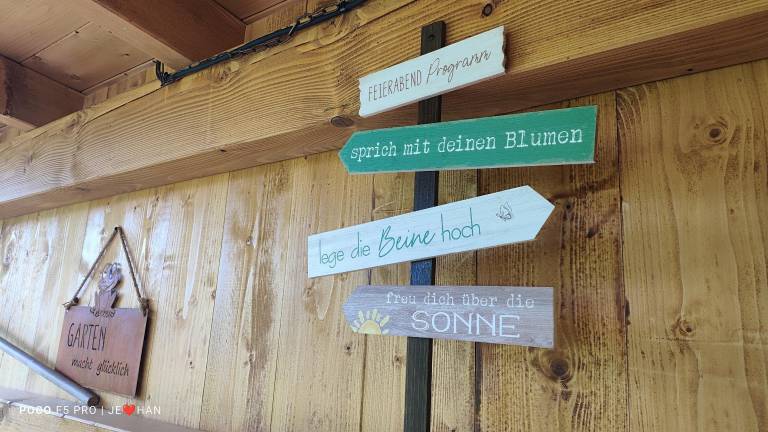 FEIERABEND Programm
sprich mit deinen Blumen
lege die Beine hoch
freu dich über die
SONNE
GARTEN
macht glücklich
POCO F5 PRO | JE❤HAN